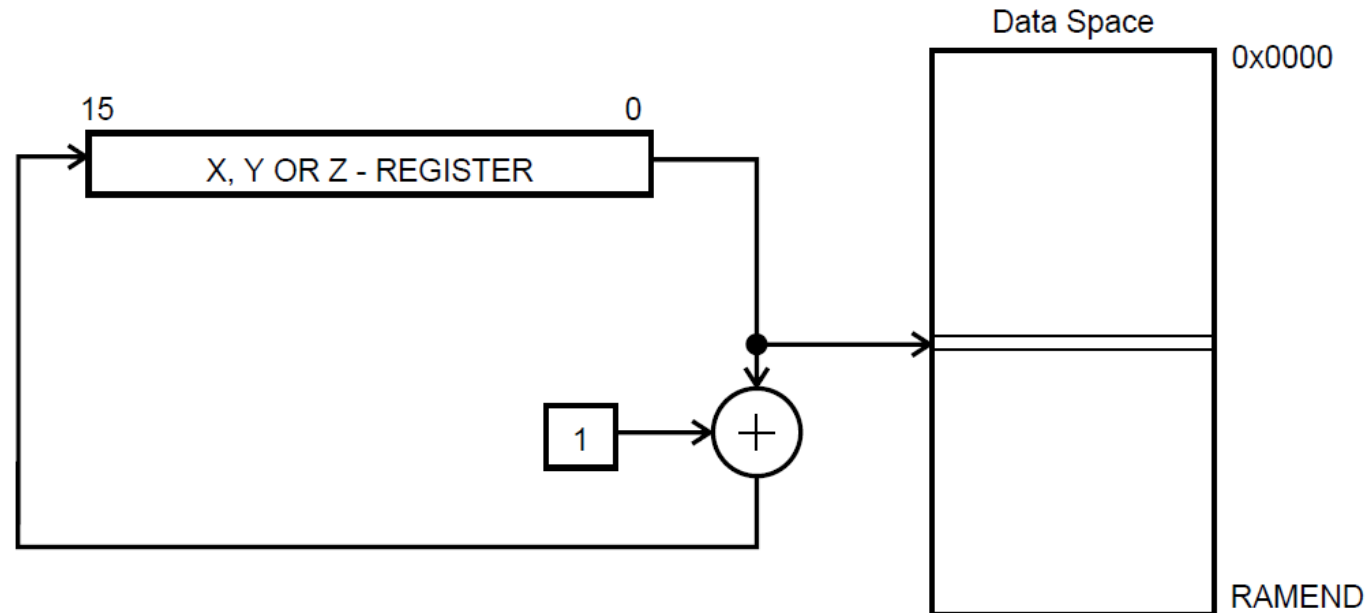 Data Space
0x0000
15 0
X, Y OR Z - REGISTER
1
RAMEND